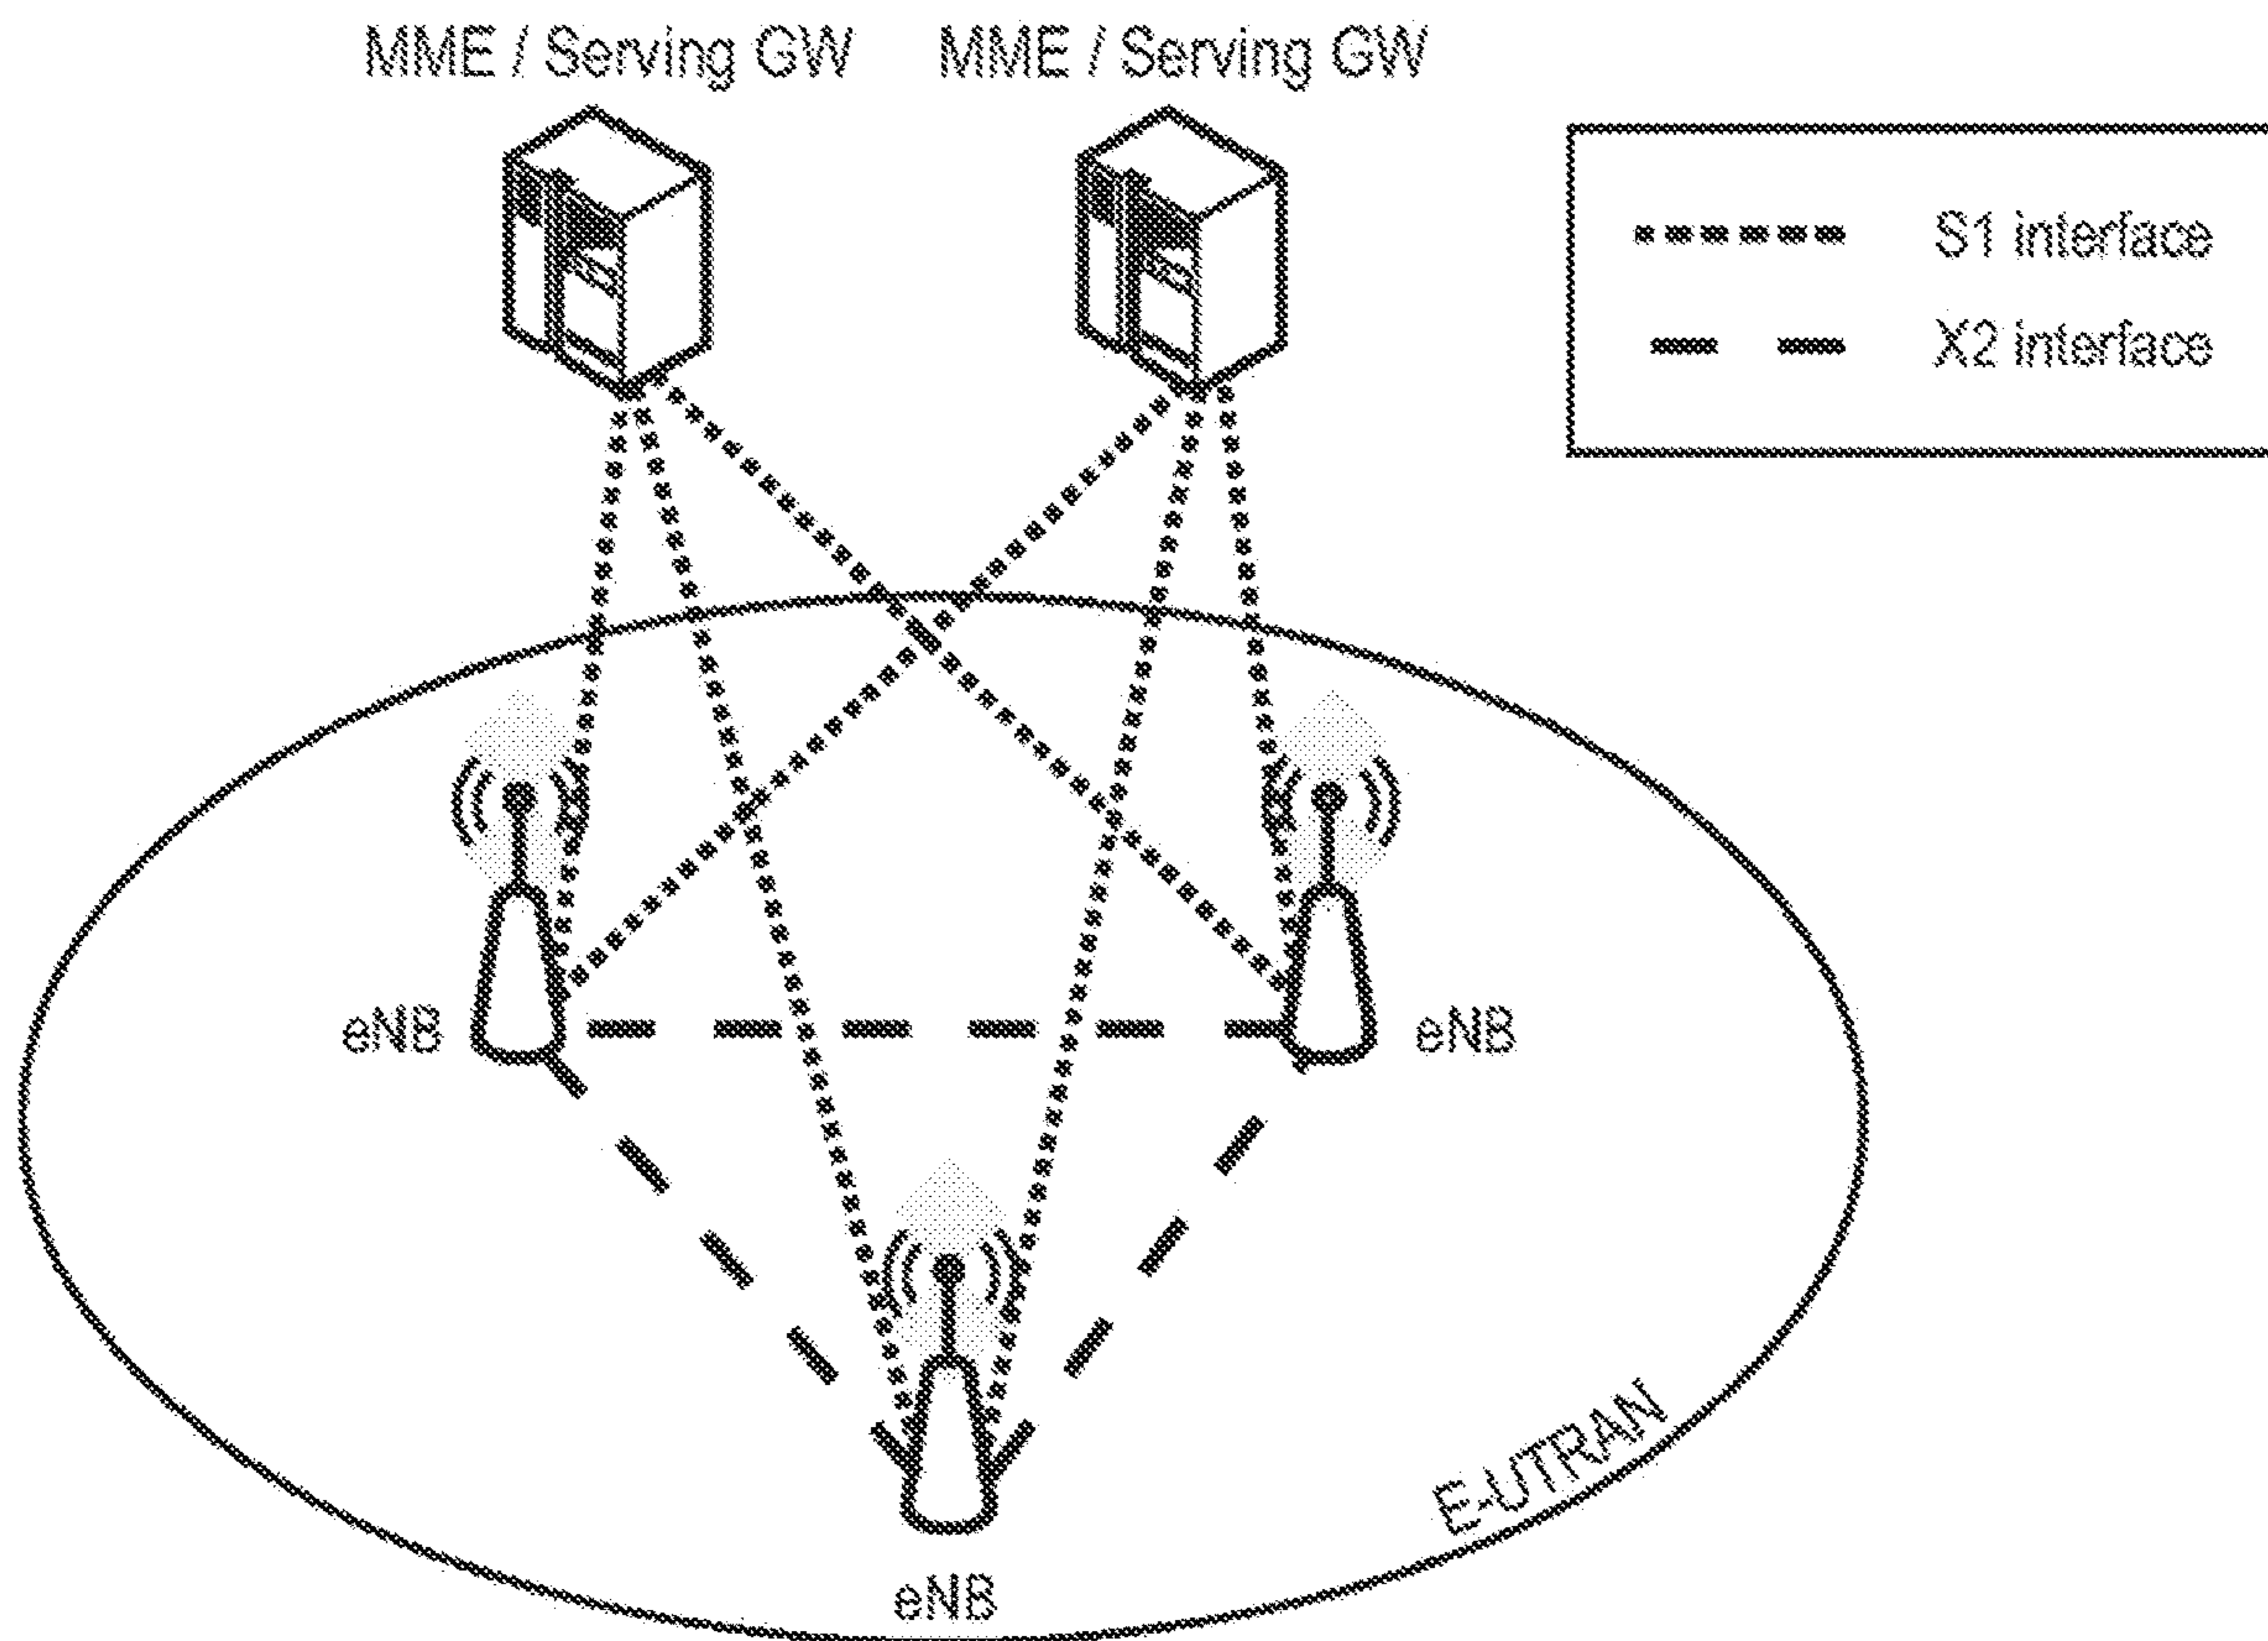 MME / Serving GW
MME / Serving GW
S1 interface
X2 interface
eNB
eNB
eNB
E-UTRAN